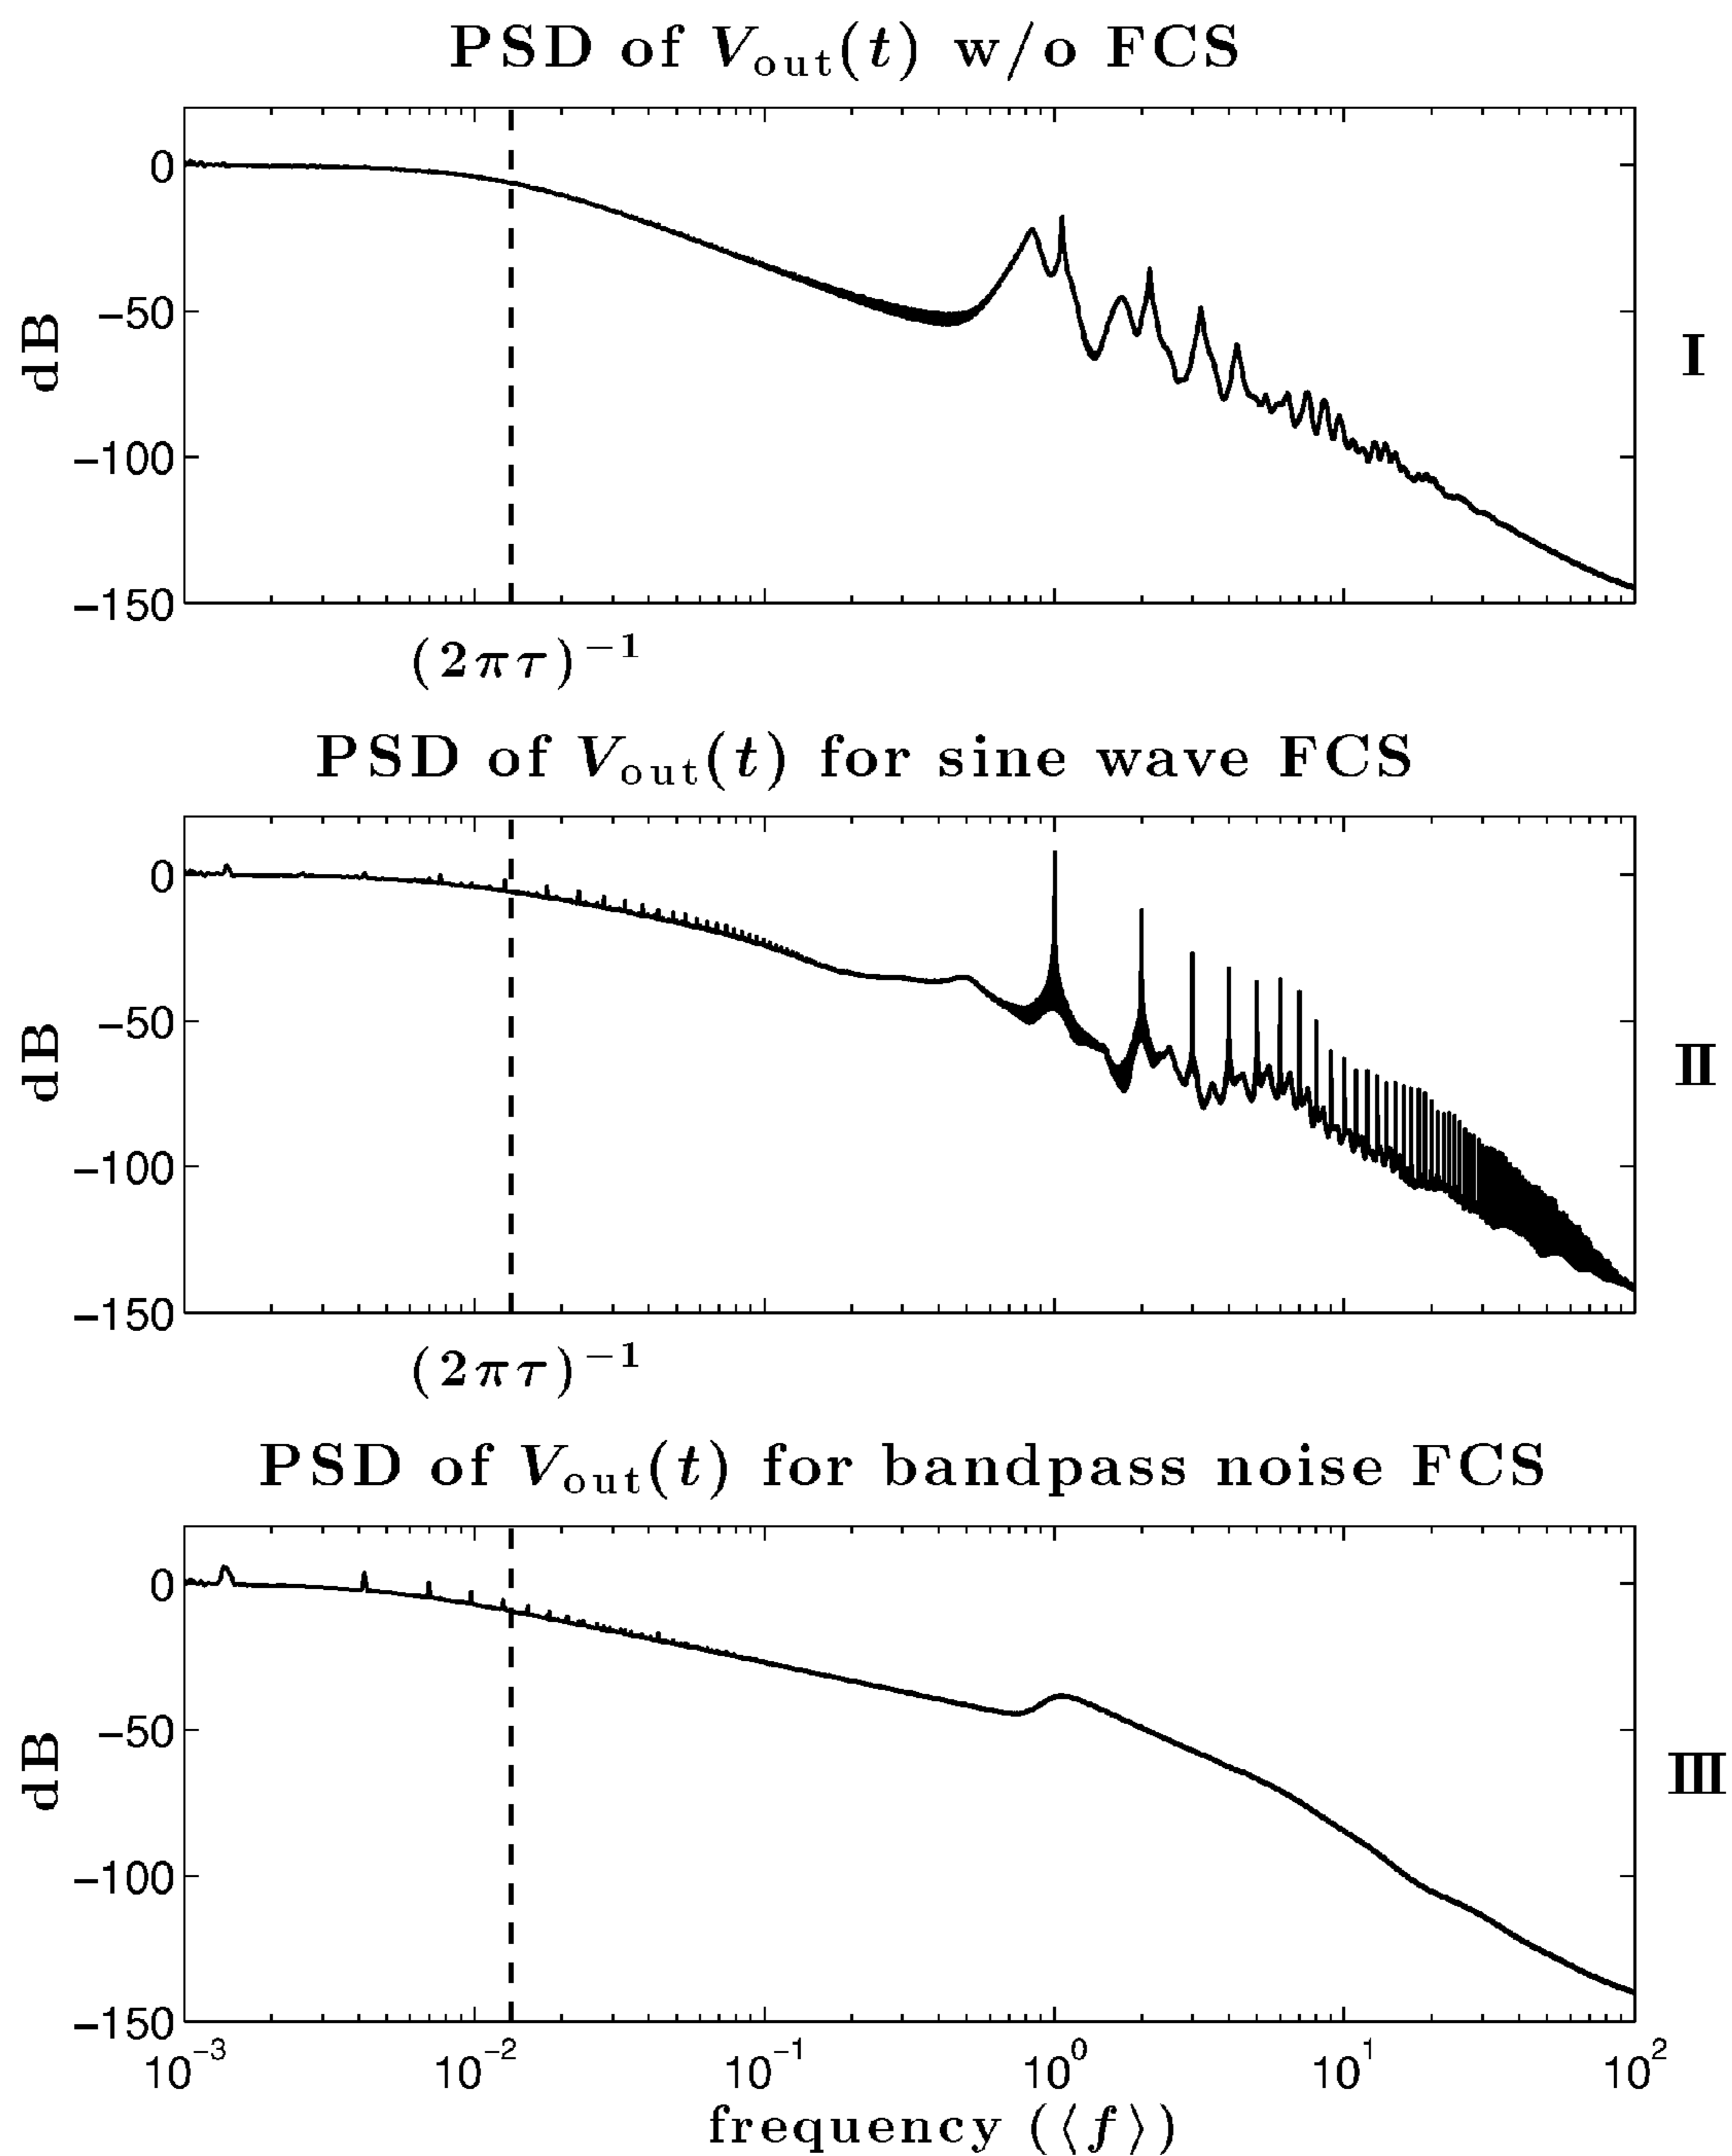 PSD of V_out(t) w/o FCS
0
−50
−100
−150
dB
I
(2πτ)^−1
PSD of V_out(t) for sine wave FCS
0
−50
−100
−150
dB
II
(2πτ)^−1
PSD of V_out(t) for bandpass noise FCS
0
−50
−100
−150
dB
III
10^−3 10^−2 10^−1 10^0 10^1 10^2
frequency (⟨f⟩)